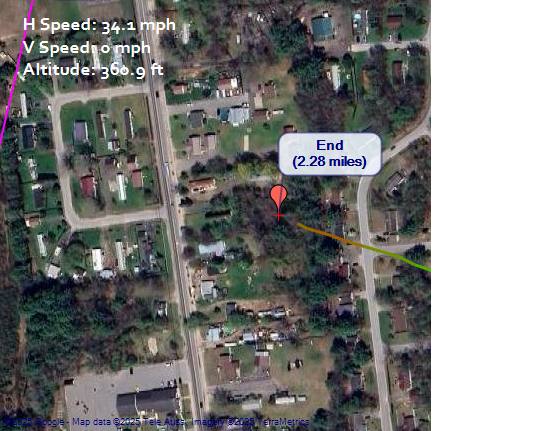 H Speed: 34.1 mph
V Speed: 0 mph
Altitude: 360.9 ft
End
(2.28 miles)
©2025 Google - Map data ©2025 Tele Atlas, Imagery ©2025 TerraMetrics